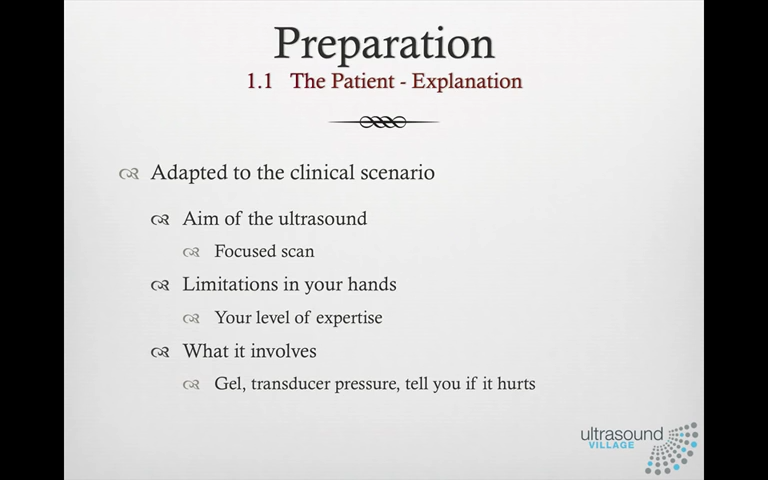 Preparation
1.1 The Patient - Explanation
Adapted to the clinical scenario
Aim of the ultrasound
Focused scan
Limitations in your hands
Your level of expertise
What it involves
Gel, transducer pressure, tell you if it hurts
ultrasound
VILLAGE